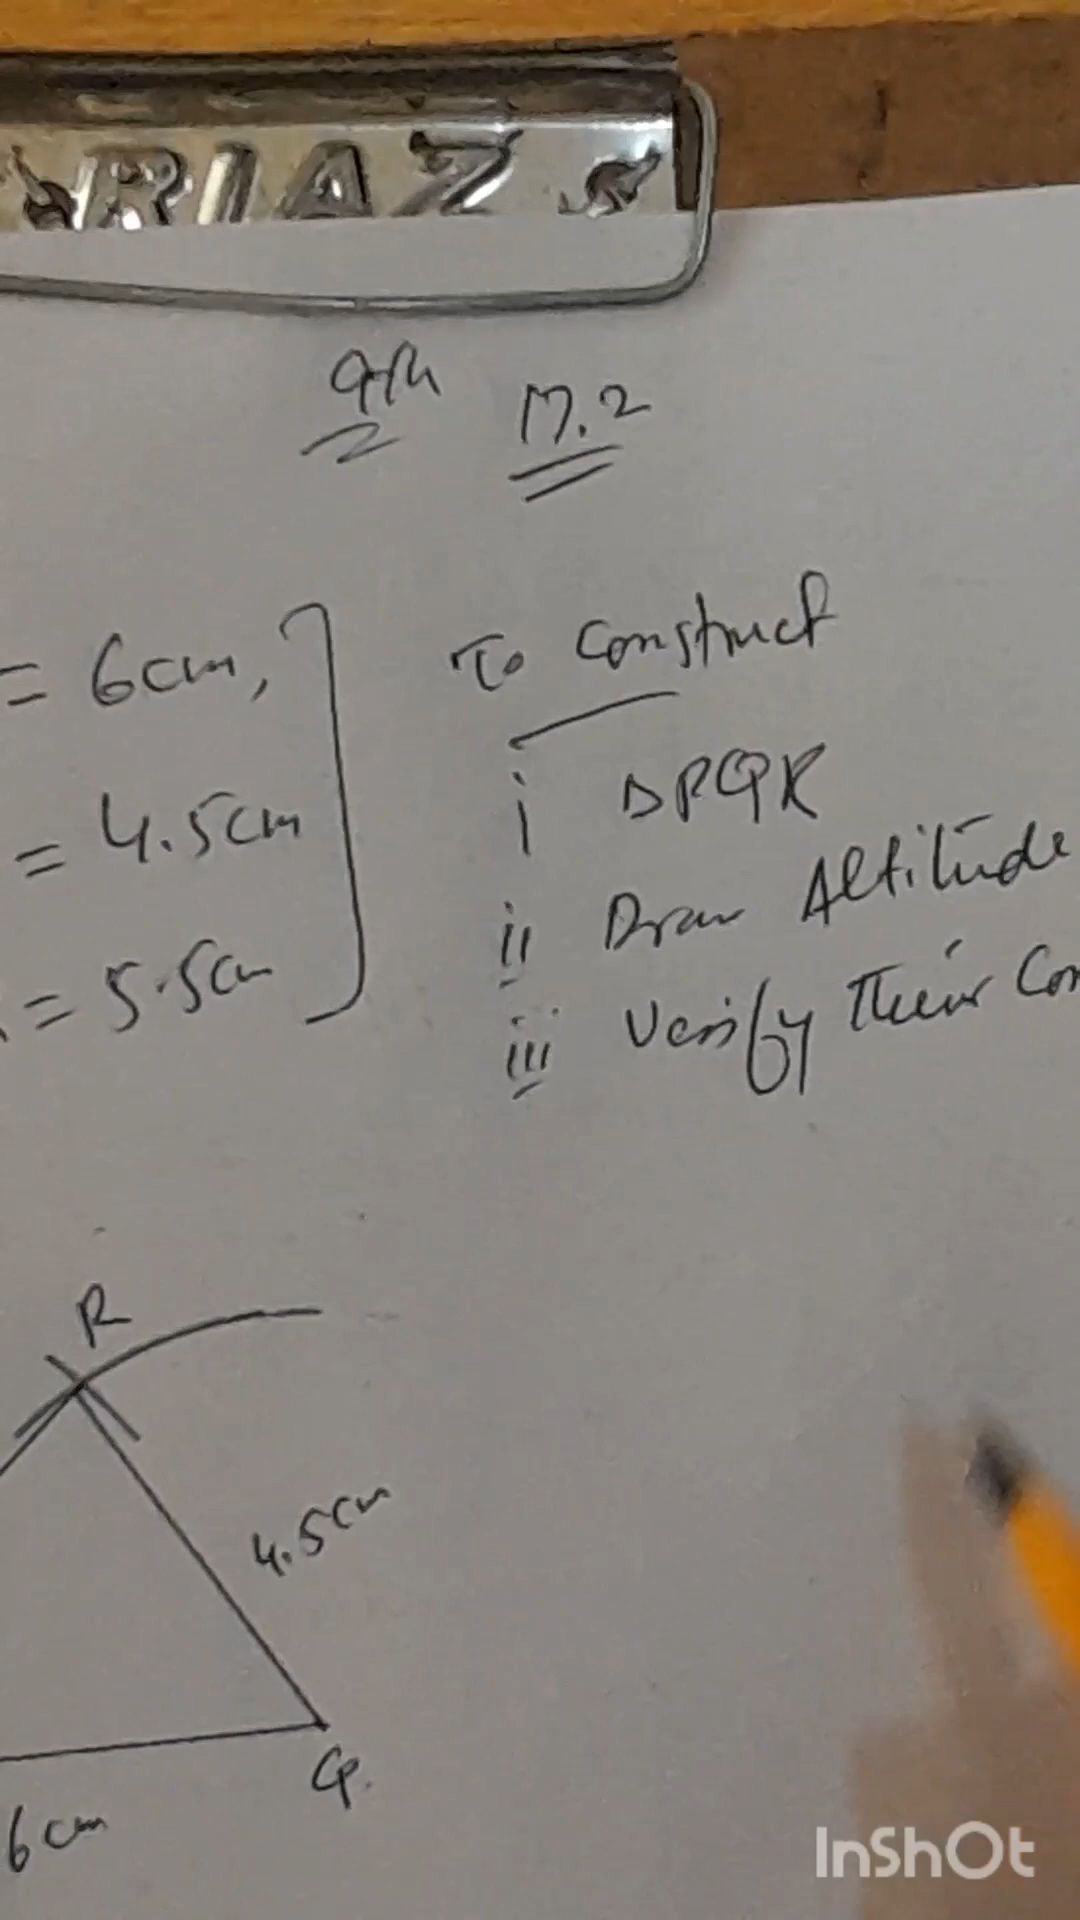 RIAZ
9th 17.2
= 6cm,
= 4.5cm
= 5.5cm
To Construct
i ΔPQR
ii Draw Altitude
iii Verify Their Con
R
4.5cm
Q.
6cm
InShOt